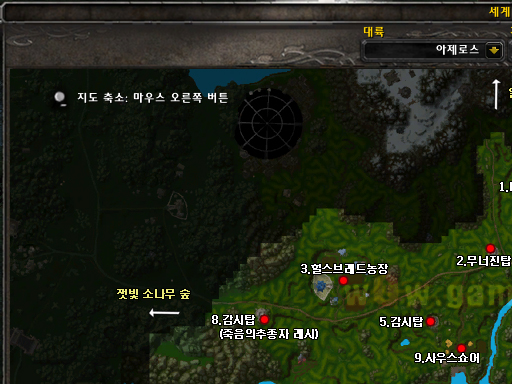 세계
대륙
아제로스
지도 축소: 마우스 오른쪽 버튼
1.
2.무너진탑
3.헐스브래드농장
잿빛 소나무 숲
8.감시탑
(죽음의추종자 레시)
5.감시탑
9.사우스쇼어